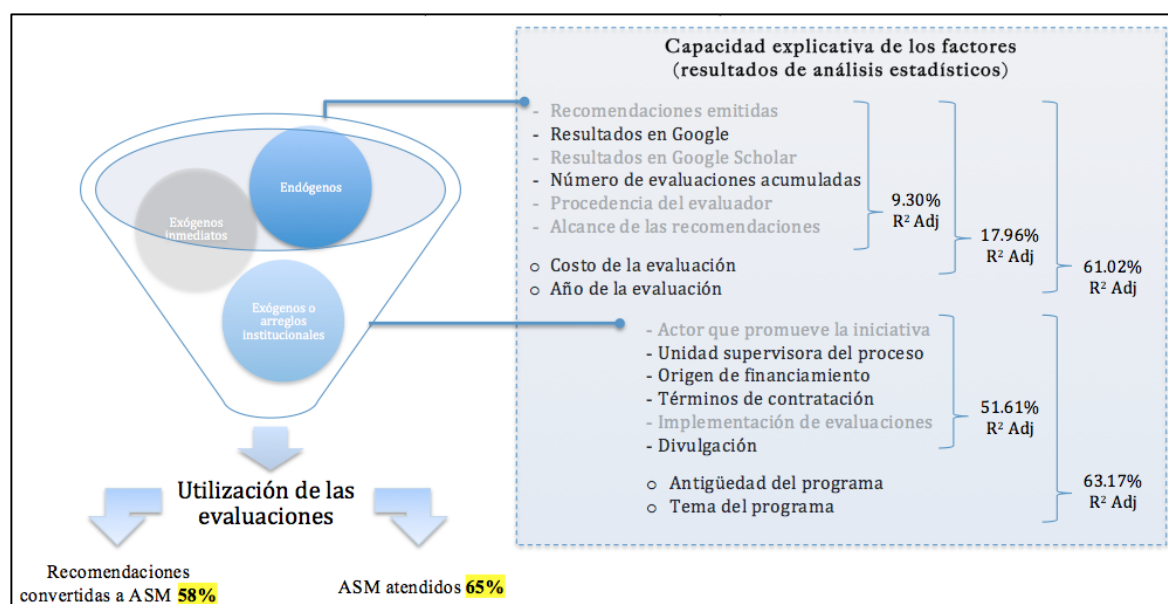 Capacidad explicativa de los factores
(resultados de análisis estadísticos)
- Recomendaciones emitidas
- Resultados en Google
- Resultados en Google Scholar
- Número de evaluaciones acumuladas
- Procedencia del evaluador
- Alcance de las recomendaciones
9.30%
R² Adj
o Costo de la evaluación
o Año de la evaluación
17.96%
R² Adj
61.02%
R² Adj
- Actor que promueve la iniciativa
- Unidad supervisora del proceso
- Origen de financiamiento
- Términos de contratación
- Implementación de evaluaciones
- Divulgación
51.61%
R² Adj
o Antigüedad del programa
o Tema del programa
63.17%
R² Adj
Endógenos
Exógenos
inmediatos
Exógenos o
arreglos
institucionales
Utilización de las
evaluaciones
Recomendaciones
convertidas a ASM 58%
ASM atendidos 65%